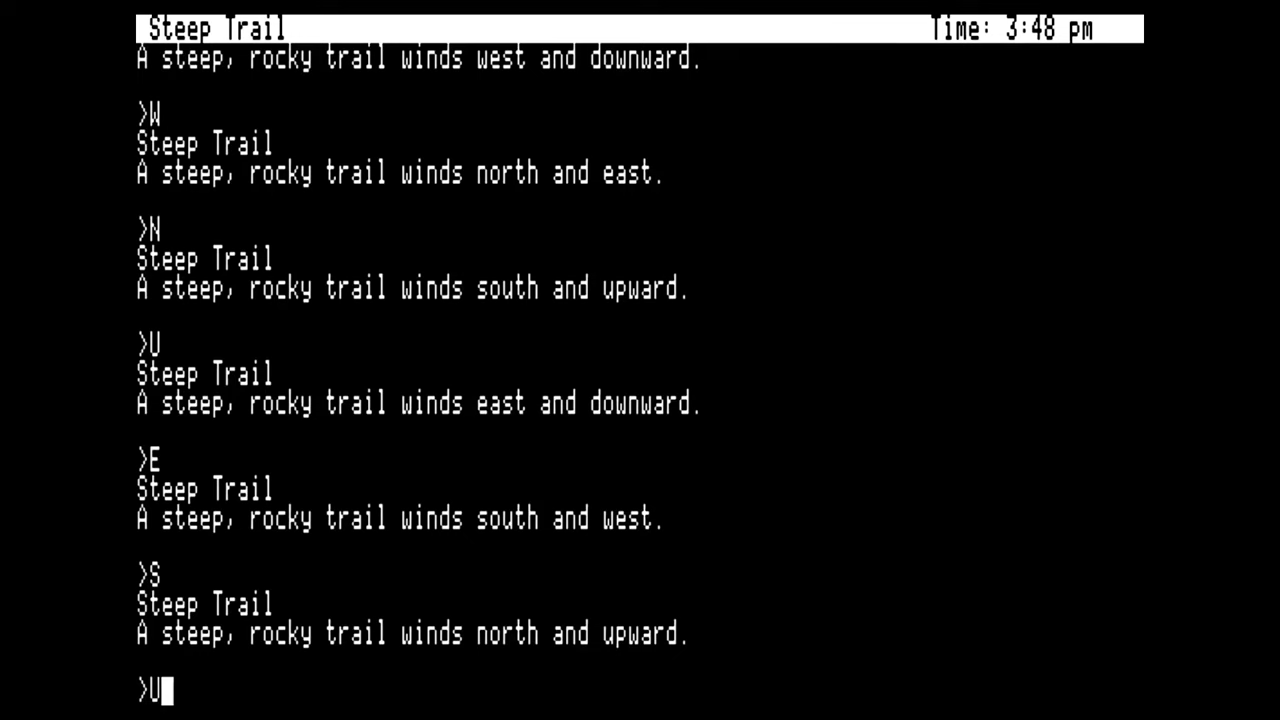 Steep Trail Time: 3:48 pm
A steep, rocky trail winds west and downward.
>W
Steep Trail
A steep, rocky trail winds north and east.
>N
Steep Trail
A steep, rocky trail winds south and upward.
>U
Steep Trail
A steep, rocky trail winds east and downward.
>E
Steep Trail
A steep, rocky trail winds south and west.
>S
Steep Trail
A steep, rocky trail winds north and upward.
>U